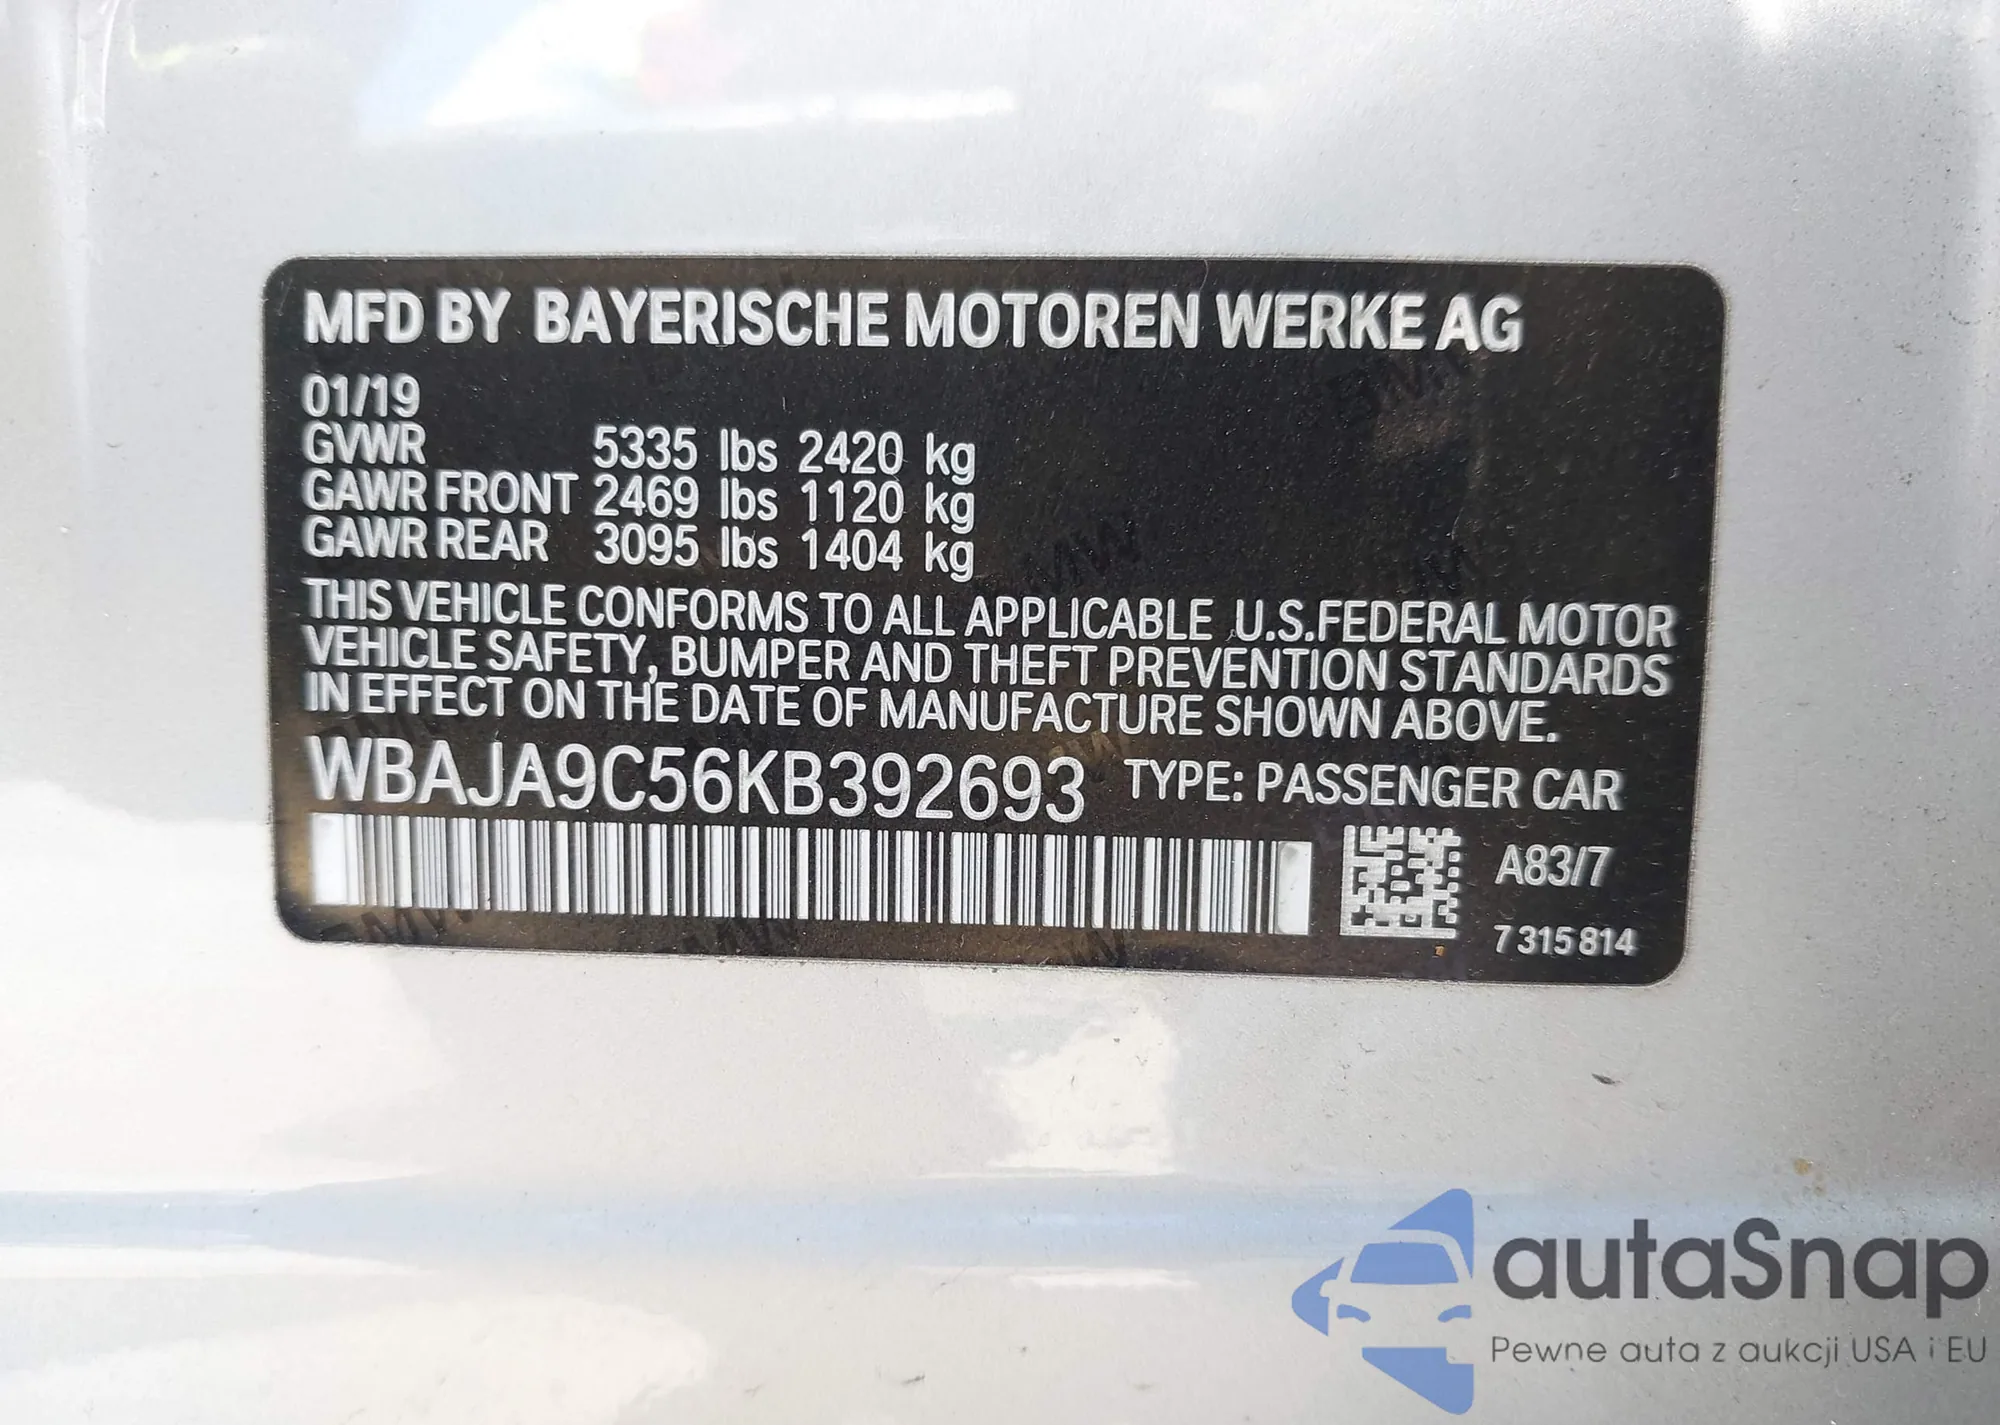 MFD BY BAYERISCHE MOTOREN WERKE AG
01/19
GVWR 5335 lbs 2420 kg
GAWR FRONT 2469 lbs 1120 kg
GAWR REAR 3095 lbs 1404 kg
THIS VEHICLE CONFORMS TO ALL APPLICABLE U.S.FEDERAL MOTOR
VEHICLE SAFETY, BUMPER AND THEFT PREVENTION STANDARDS
IN EFFECT ON THE DATE OF MANUFACTURE SHOWN ABOVE.
WBAJA9C56KB392693 TYPE: PASSENGER CAR
A83/7
7 315 814
autaSnap
Pewne auta z aukcji USA i EU